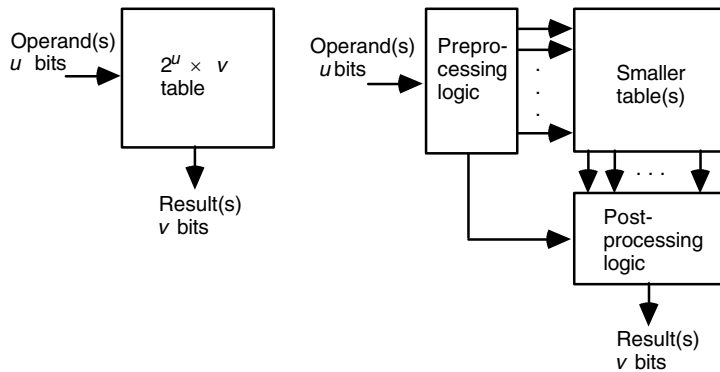 Operand(s)
u bits
2^u × v
table
Result(s)
v bits
Operand(s)
u bits
Prepro-
cessing
logic
. . .
Smaller
table(s)
. . .
Post-
processing
logic
Result(s)
v bits